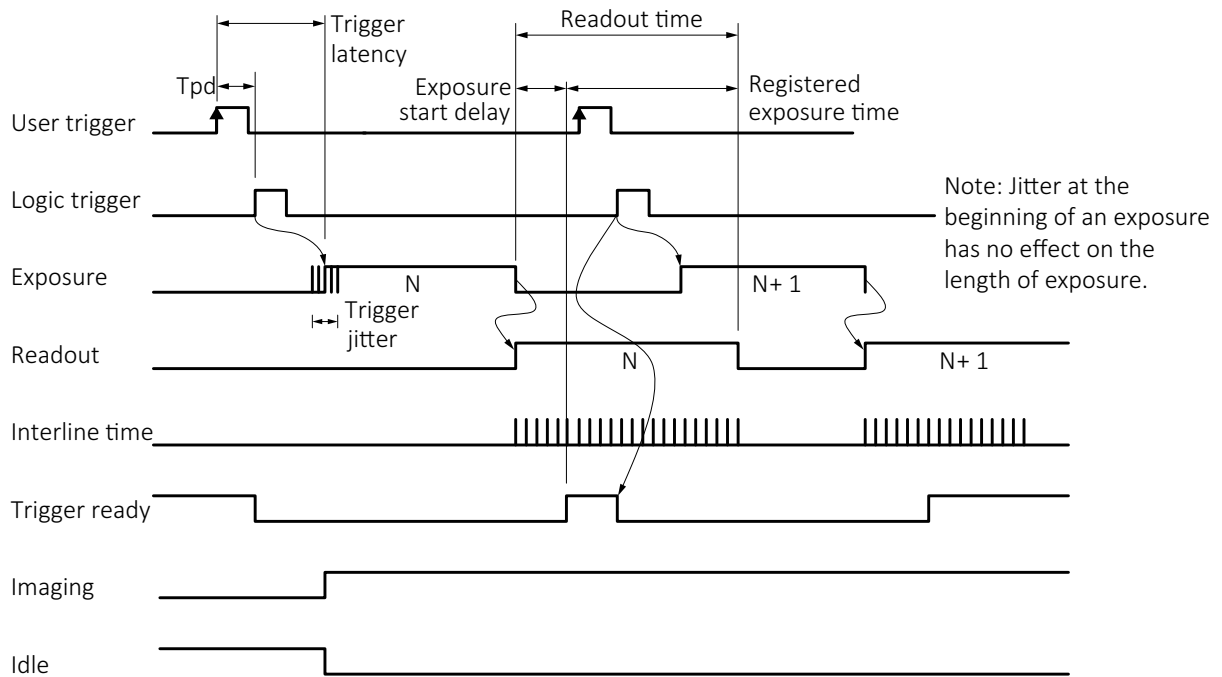 Trigger
latency
Readout time
Tpd
Exposure
start delay
Registered
exposure time
User trigger
Logic trigger
Note: Jitter at the
beginning of an exposure
has no effect on the
length of exposure.
Exposure
N
N+ 1
Trigger
jitter
Readout
N
N+ 1
Interline time
Trigger ready
Imaging
Idle